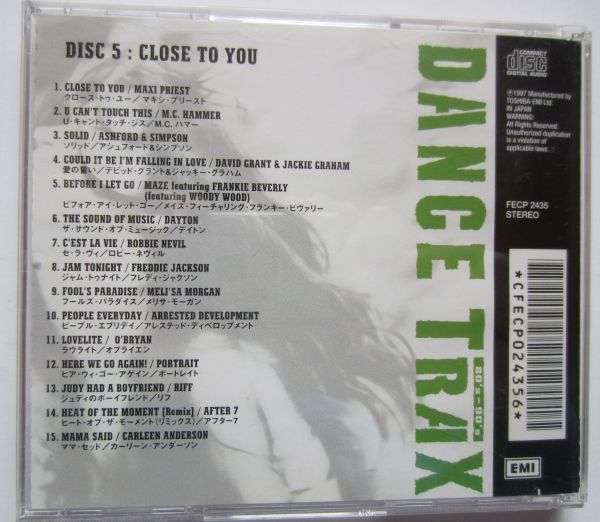 DISC 5 : CLOSE TO YOU
1. CLOSE TO YOU / MAXI PRIEST
クロース・トゥ・ユー／マキシ・プリースト
2. U CAN'T TOUCH THIS / M.C. HAMMER
U・キャント・タッチ・ジス／M.C. ハマー
3. SOLID / ASHFORD & SIMPSON
ソリッド／アシュフォード&シンプソン
4. COULD IT BE I'M FALLING IN LOVE / DAVID GRANT & JACKIE GRAHAM
愛の誓い／デビッド・グラント&ジャッキー・グラハム
5. BEFORE I LET GO / MAZE featuring FRANKIE BEVERLY
(featuring WOODY WOOD)
ビフォア・アイ・レット・ゴー／メイズ・フィーチャリング・フランキー・ビヴァリー
6. THE SOUND OF MUSIC / DAYTON
ザ・サウンド・オブ・ミュージック／デイトン
7. C'EST LA VIE / ROBBIE NEVIL
セ・ラ・ヴィ／ロビー・ネヴィル
8. JAM TONIGHT / FREDDIE JACKSON
ジャム・トゥナイト／フレディ・ジャクソン
9. FOOL'S PARADISE / MELI'SA MORGAN
フールズ・パラダイス／メリサ・モーガン
10. PEOPLE EVERYDAY / ARRESTED DEVELOPMENT
ピープル・エブリデイ／アレステッド・ディベロップメント
11. LOVELITE / O'BRYAN
ラヴライト／オブライエン
12. HERE WE GO AGAIN! / PORTRAIT
ヒア・ウィ・ゴー・アゲイン／ポートレイト
13. JUDY HAD A BOYFRIEND / RIFF
ジュディのボーイフレンド／リフ
14. HEAT OF THE MOMENT [Remix] / AFTER 7
ヒート・オブ・ザ・モーメント(リミックス)／アフター7
15. MAMA SAID / CARLEEN ANDERSON
ママ・セッド／カーリーン・アンダーソン
DANCE TRAX
80's-90's
COMPACT
disc
DIGITAL AUDIO
℗1997 Manufactured by
TOSHIBA-EMI Ltd.
IN JAPAN
WARNING:
All Rights Reserved.
Unauthorized duplication
is a violation of
applicable laws.
FECP 2435
STEREO
*CFECP024356*
EMI